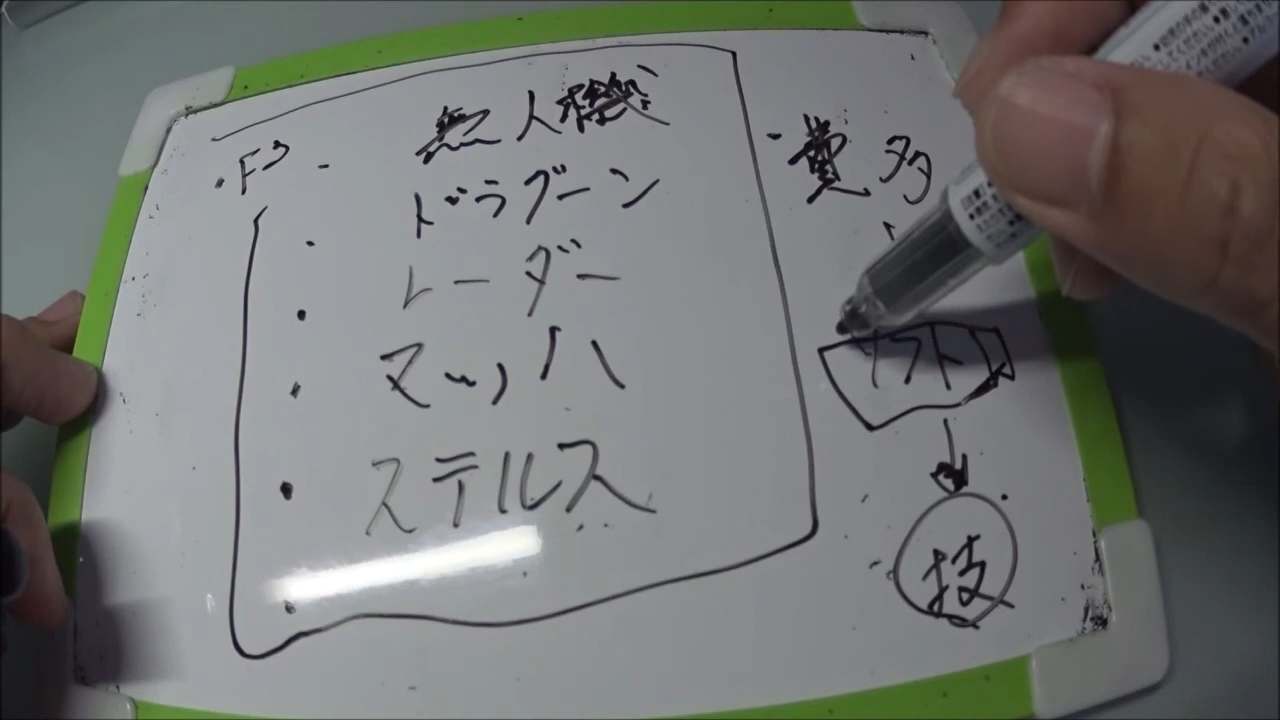 F3
無人機
ドラグーン
レーダー
マッハ
ステルス
費多
ソフト
技